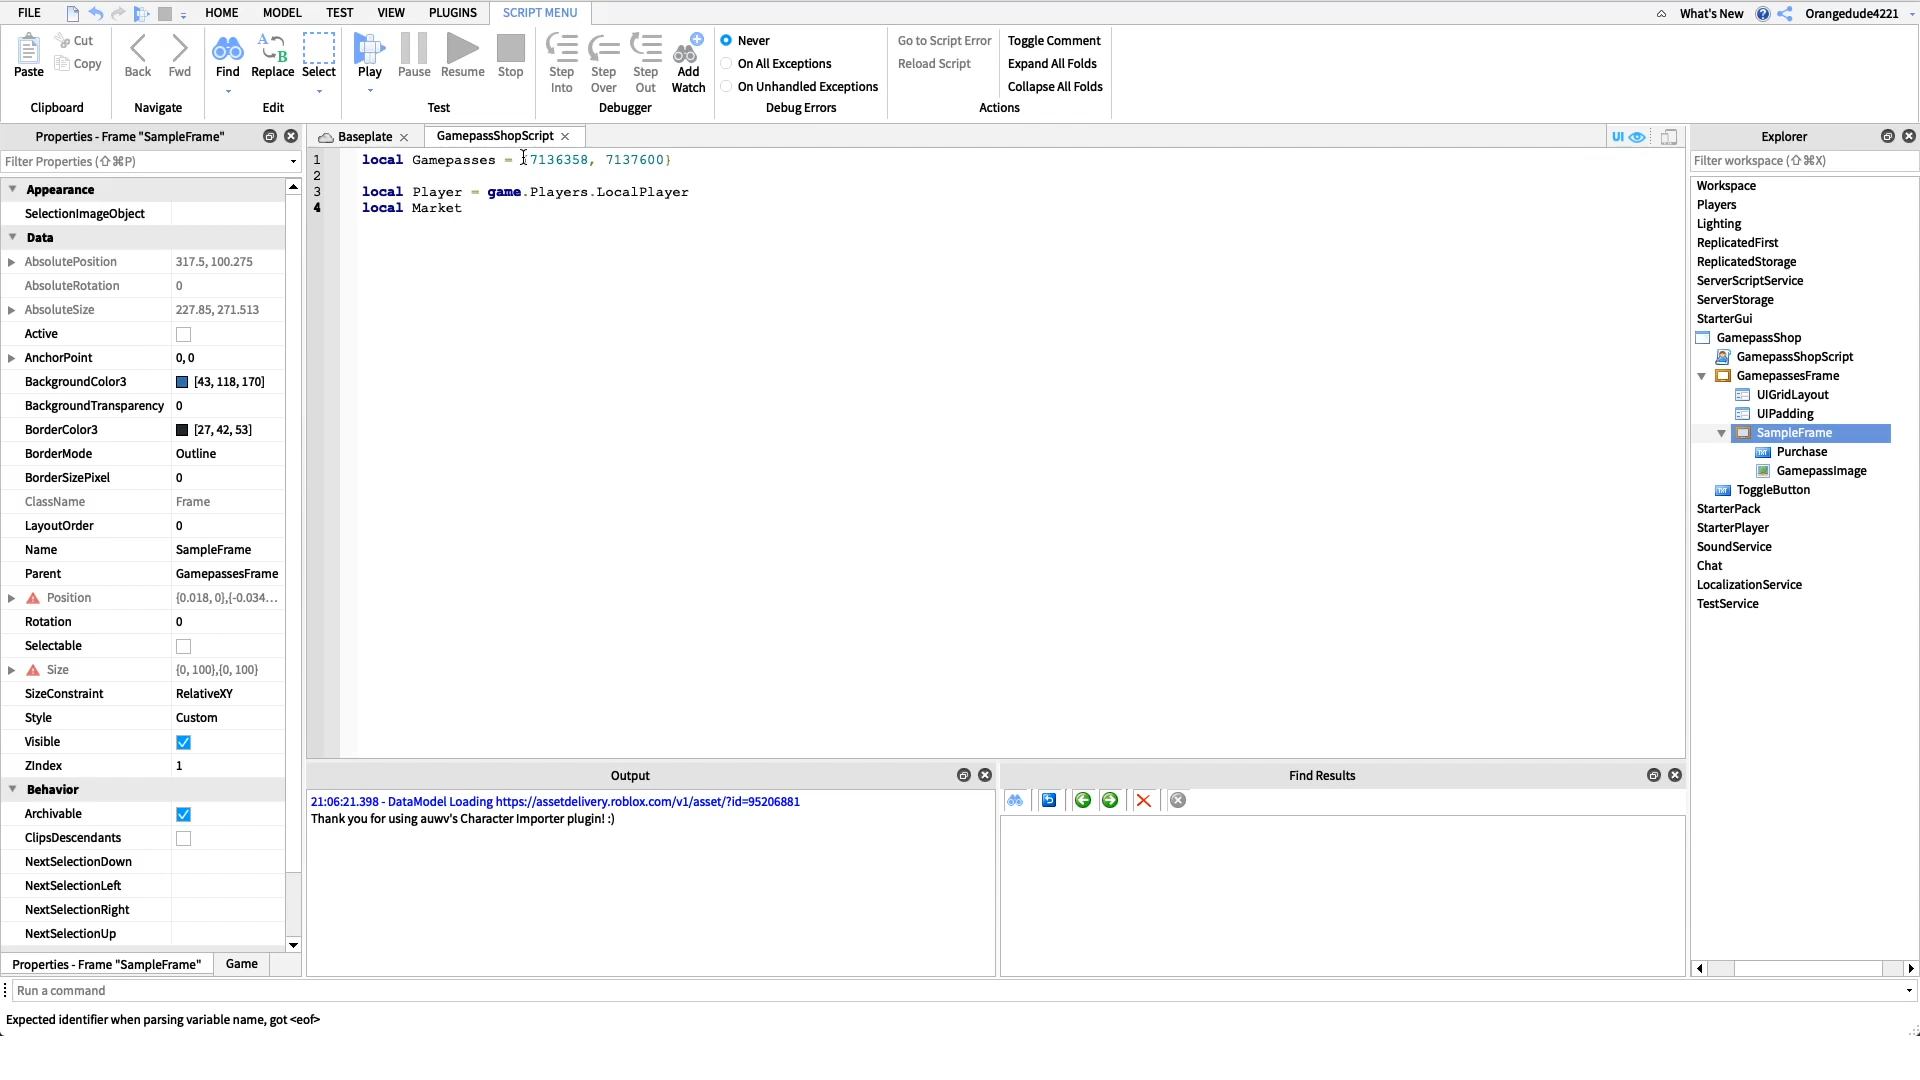 FILE HOME MODEL TEST VIEW PLUGINS SCRIPT MENU What's New Orangedude4221
Paste Cut Copy
Clipboard
Back Fwd
Navigate
Find Replace Select
Edit
Play Pause Resume Stop
Test
Step Into Step Over Step Out Add Watch
Debugger
Never
On All Exceptions
On Unhandled Exceptions
Debug Errors
Go to Script Error
Reload Script
Toggle Comment
Expand All Folds
Collapse All Folds
Actions
Properties - Frame "SampleFrame"
Filter Properties (⇧⌘P)
Appearance
SelectionImageObject
Data
AbsolutePosition 317.5, 100.275
AbsoluteRotation 0
AbsoluteSize 227.85, 271.513
Active
AnchorPoint 0, 0
BackgroundColor3 [43, 118, 170]
BackgroundTransparency 0
BorderColor3 [27, 42, 53]
BorderMode Outline
BorderSizePixel 0
ClassName Frame
LayoutOrder 0
Name SampleFrame
Parent GamepassesFrame
Position {0.018, 0},{-0.034...
Rotation 0
Selectable
Size {0, 100},{0, 100}
SizeConstraint RelativeXY
Style Custom
Visible
ZIndex 1
Behavior
Archivable
ClipsDescendants
NextSelectionDown
NextSelectionLeft
NextSelectionRight
NextSelectionUp
Properties - Frame "SampleFrame" Game
Baseplate GamepassShopScript UI
1 local Gamepasses = {7136358, 7137600}
2
3 local Player = game.Players.LocalPlayer
4 local Market
Output
21:06:21.398 - DataModel Loading https://assetdelivery.roblox.com/v1/asset/?id=95206881
Thank you for using auwv's Character Importer plugin! :)
Find Results
Explorer
Filter workspace (⇧⌘X)
Workspace
Players
Lighting
ReplicatedFirst
ReplicatedStorage
ServerScriptService
ServerStorage
StarterGui
GamepassShop
GamepassShopScript
GamepassesFrame
UIGridLayout
UIPadding
SampleFrame
Purchase
GamepassImage
ToggleButton
StarterPack
StarterPlayer
SoundService
Chat
LocalizationService
TestService
Run a command
Expected identifier when parsing variable name, got <eof>